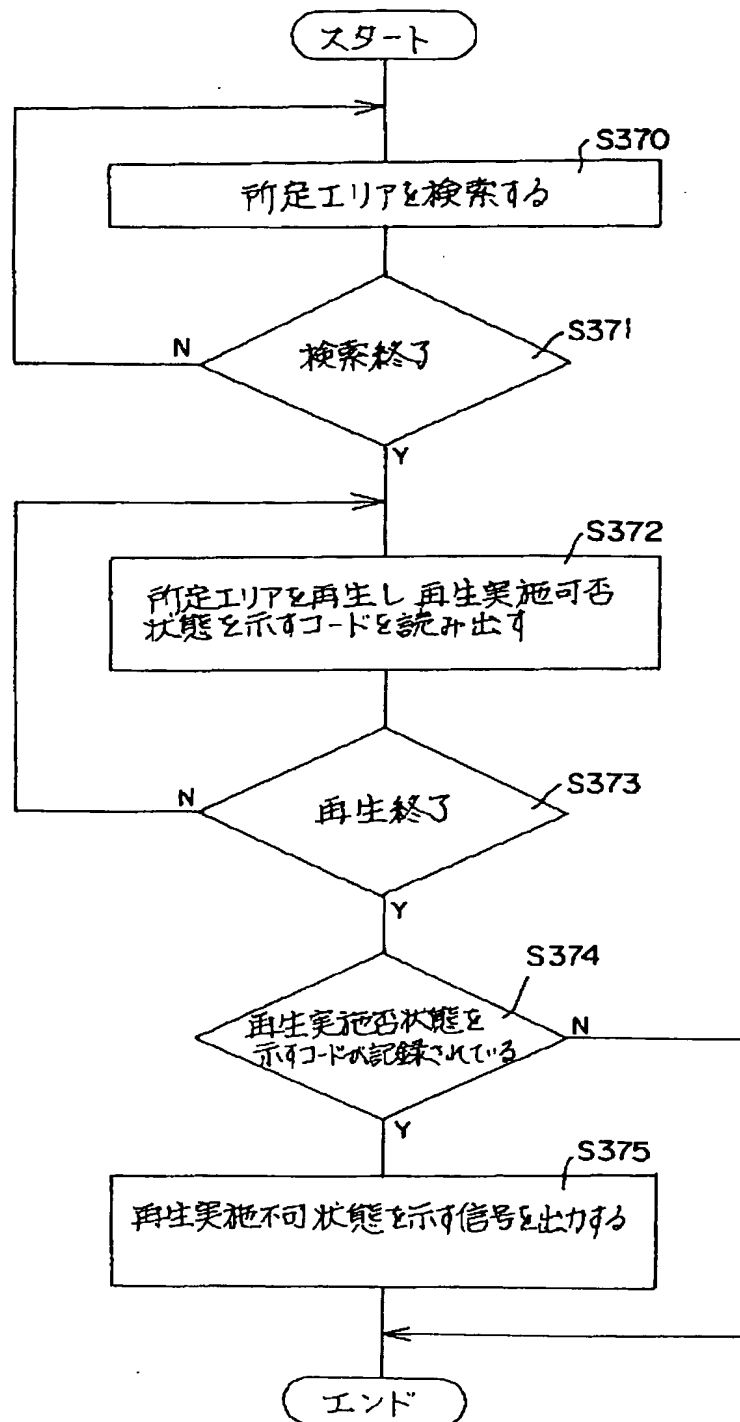 スタート
S370
所定エリアを検索する
S371
検索終了
N
Y
S372
所定エリアを再生し 再生実施可否
状態を示すコードを読み出す
S373
再生終了
N
Y
S374
再生実施否状態を
示すコードが記録されている
N
Y
S375
再生実施不可状態を示す信号を出力する
エンド